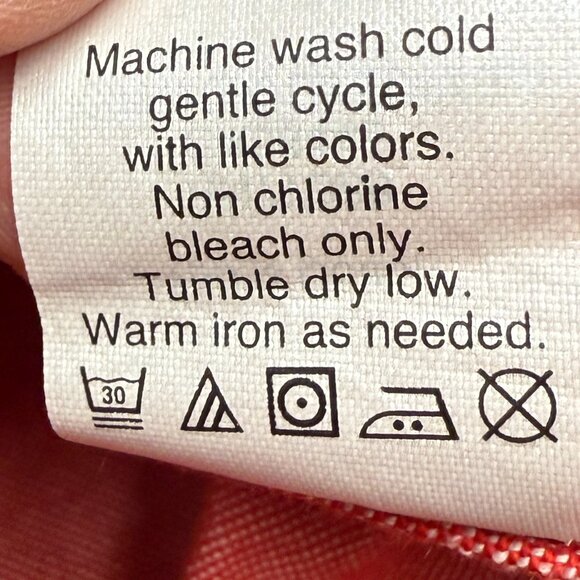 Machine wash cold
gentle cycle,
with like colors.
Non chlorine
bleach only.
Tumble dry low.
Warm iron as needed.
30